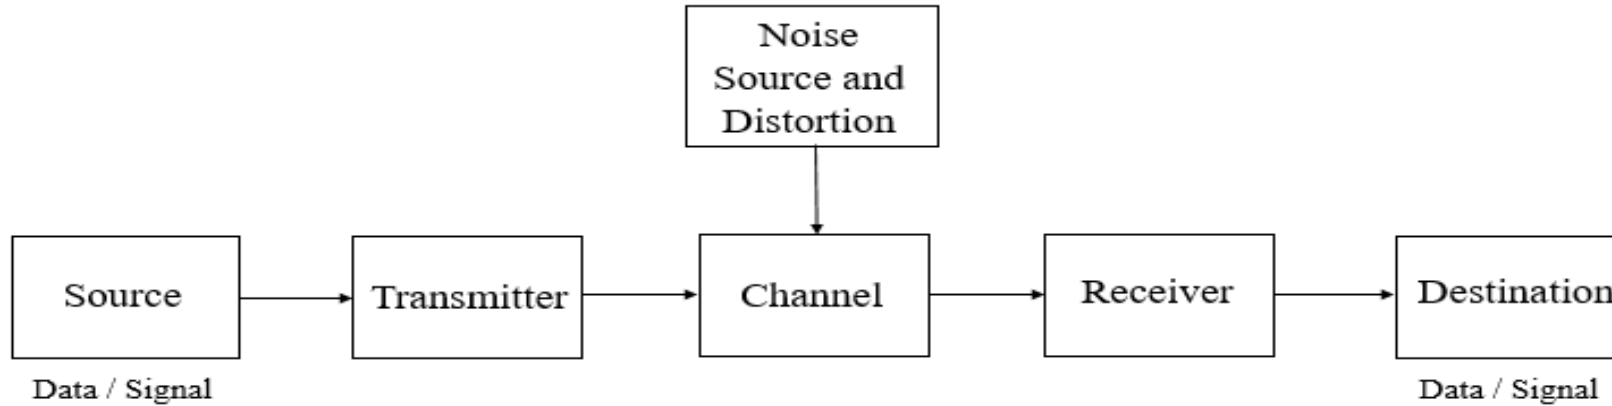 Noise
Source and
Distortion
Source
Transmitter
Channel
Receiver
Destination
Data / Signal
Data / Signal